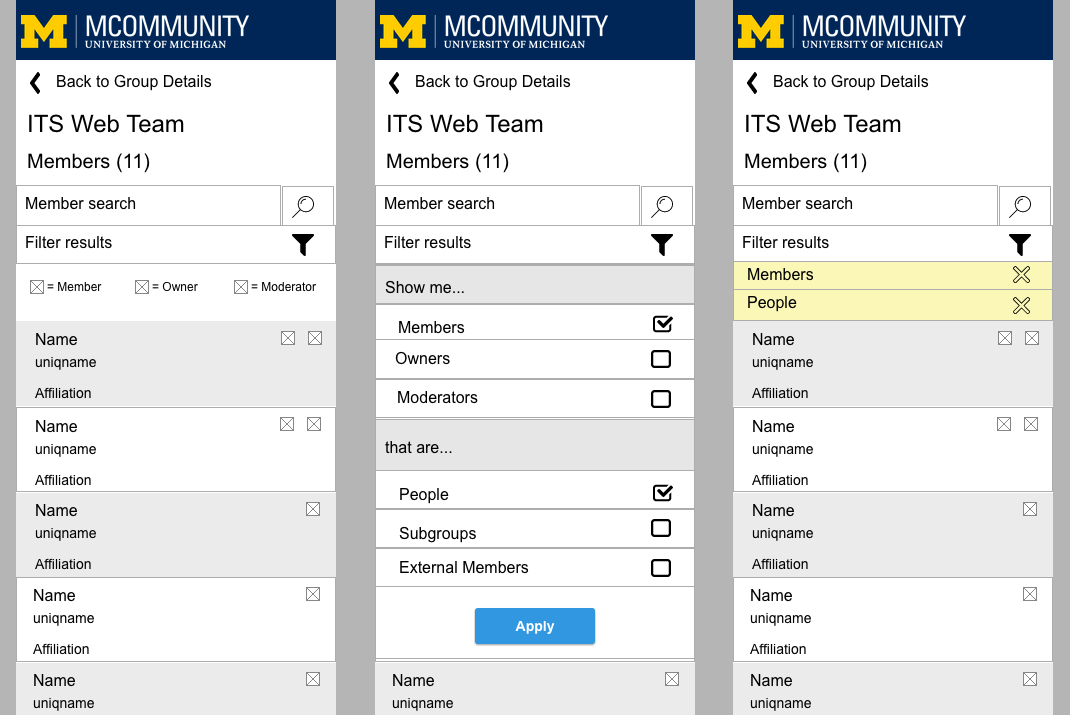 M
MCOMMUNITY
UNIVERSITY OF MICHIGAN
Back to Group Details
ITS Web Team
Members (11)
Member search
Filter results
= Member
= Owner
= Moderator
Name
uniqname
Affiliation
Name
uniqname
Affiliation
Name
uniqname
Affiliation
Name
uniqname
Affiliation
Name
uniqname
M
MCOMMUNITY
UNIVERSITY OF MICHIGAN
Back to Group Details
ITS Web Team
Members (11)
Member search
Filter results
Show me...
Members
Owners
Moderators
that are...
People
Subgroups
External Members
Apply
Name
uniqname
M
MCOMMUNITY
UNIVERSITY OF MICHIGAN
Back to Group Details
ITS Web Team
Members (11)
Member search
Filter results
Members
People
Name
uniqname
Affiliation
Name
uniqname
Affiliation
Name
uniqname
Affiliation
Name
uniqname
Affiliation
Name
uniqname